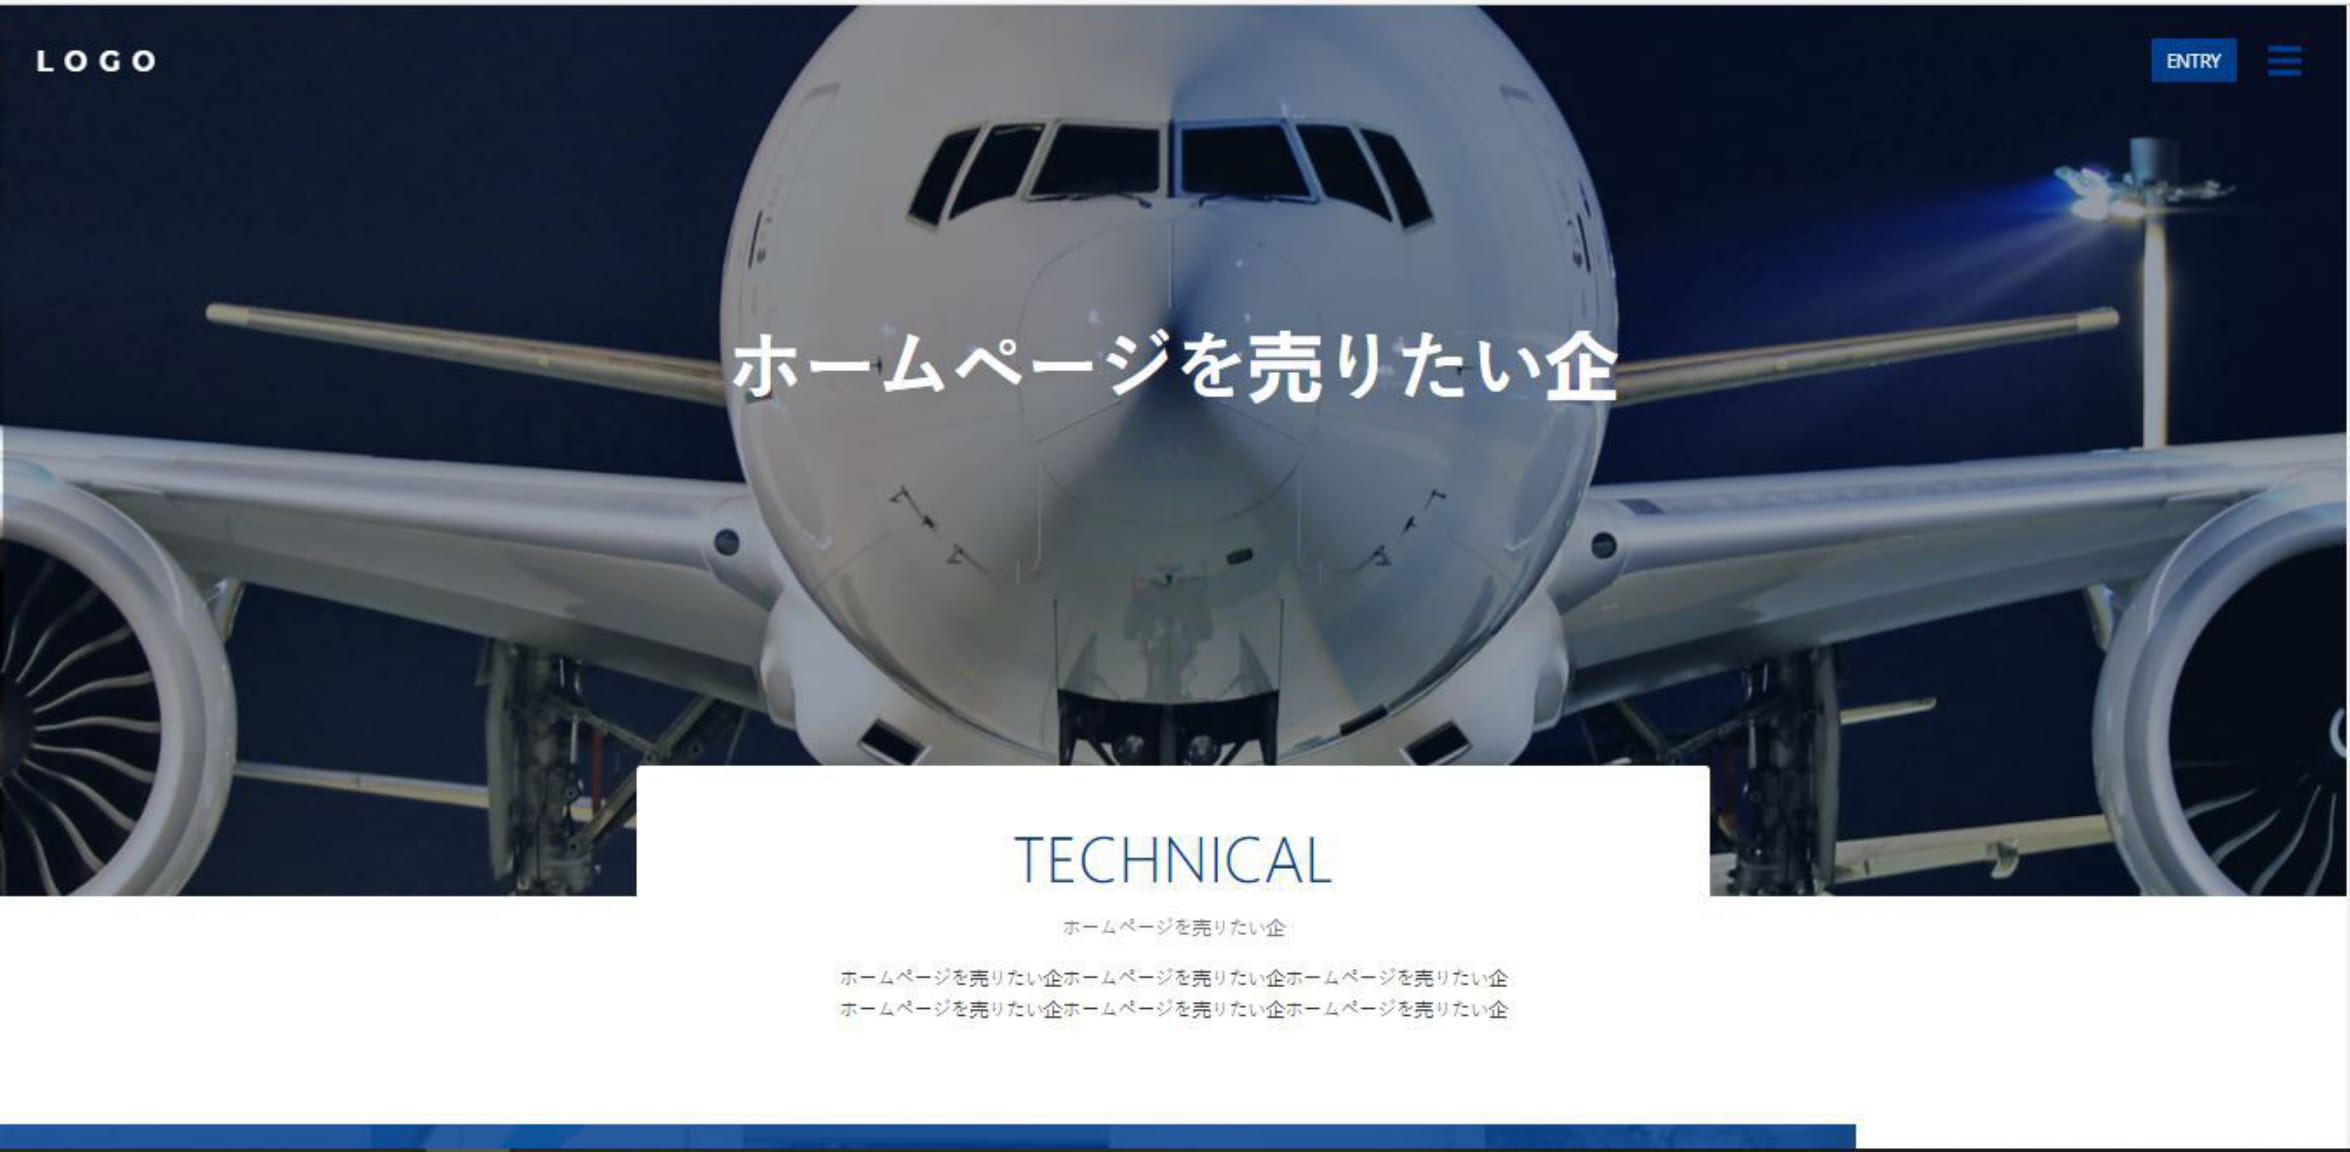 LOGO
ENTRY
ホームページを売りたい企
TECHNICAL
ホームページを売りたい企
ホームページを売りたい企ホームページを売りたい企ホームページを売りたい企
ホームページを売りたい企ホームページを売りたい企ホームページを売りたい企